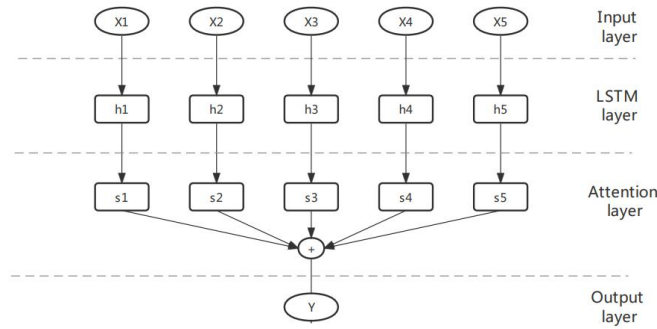 X1 X2 X3 X4 X5
Input
layer
h1 h2 h3 h4 h5
LSTM
layer
s1 s2 s3 s4 s5
Attention
layer
+
Y
Output
layer